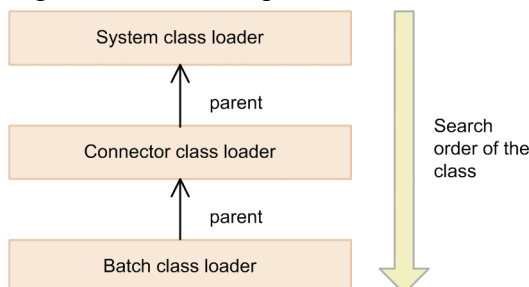 System class loader
parent
Connector class loader
parent
Batch class loader
Search
order of the
class